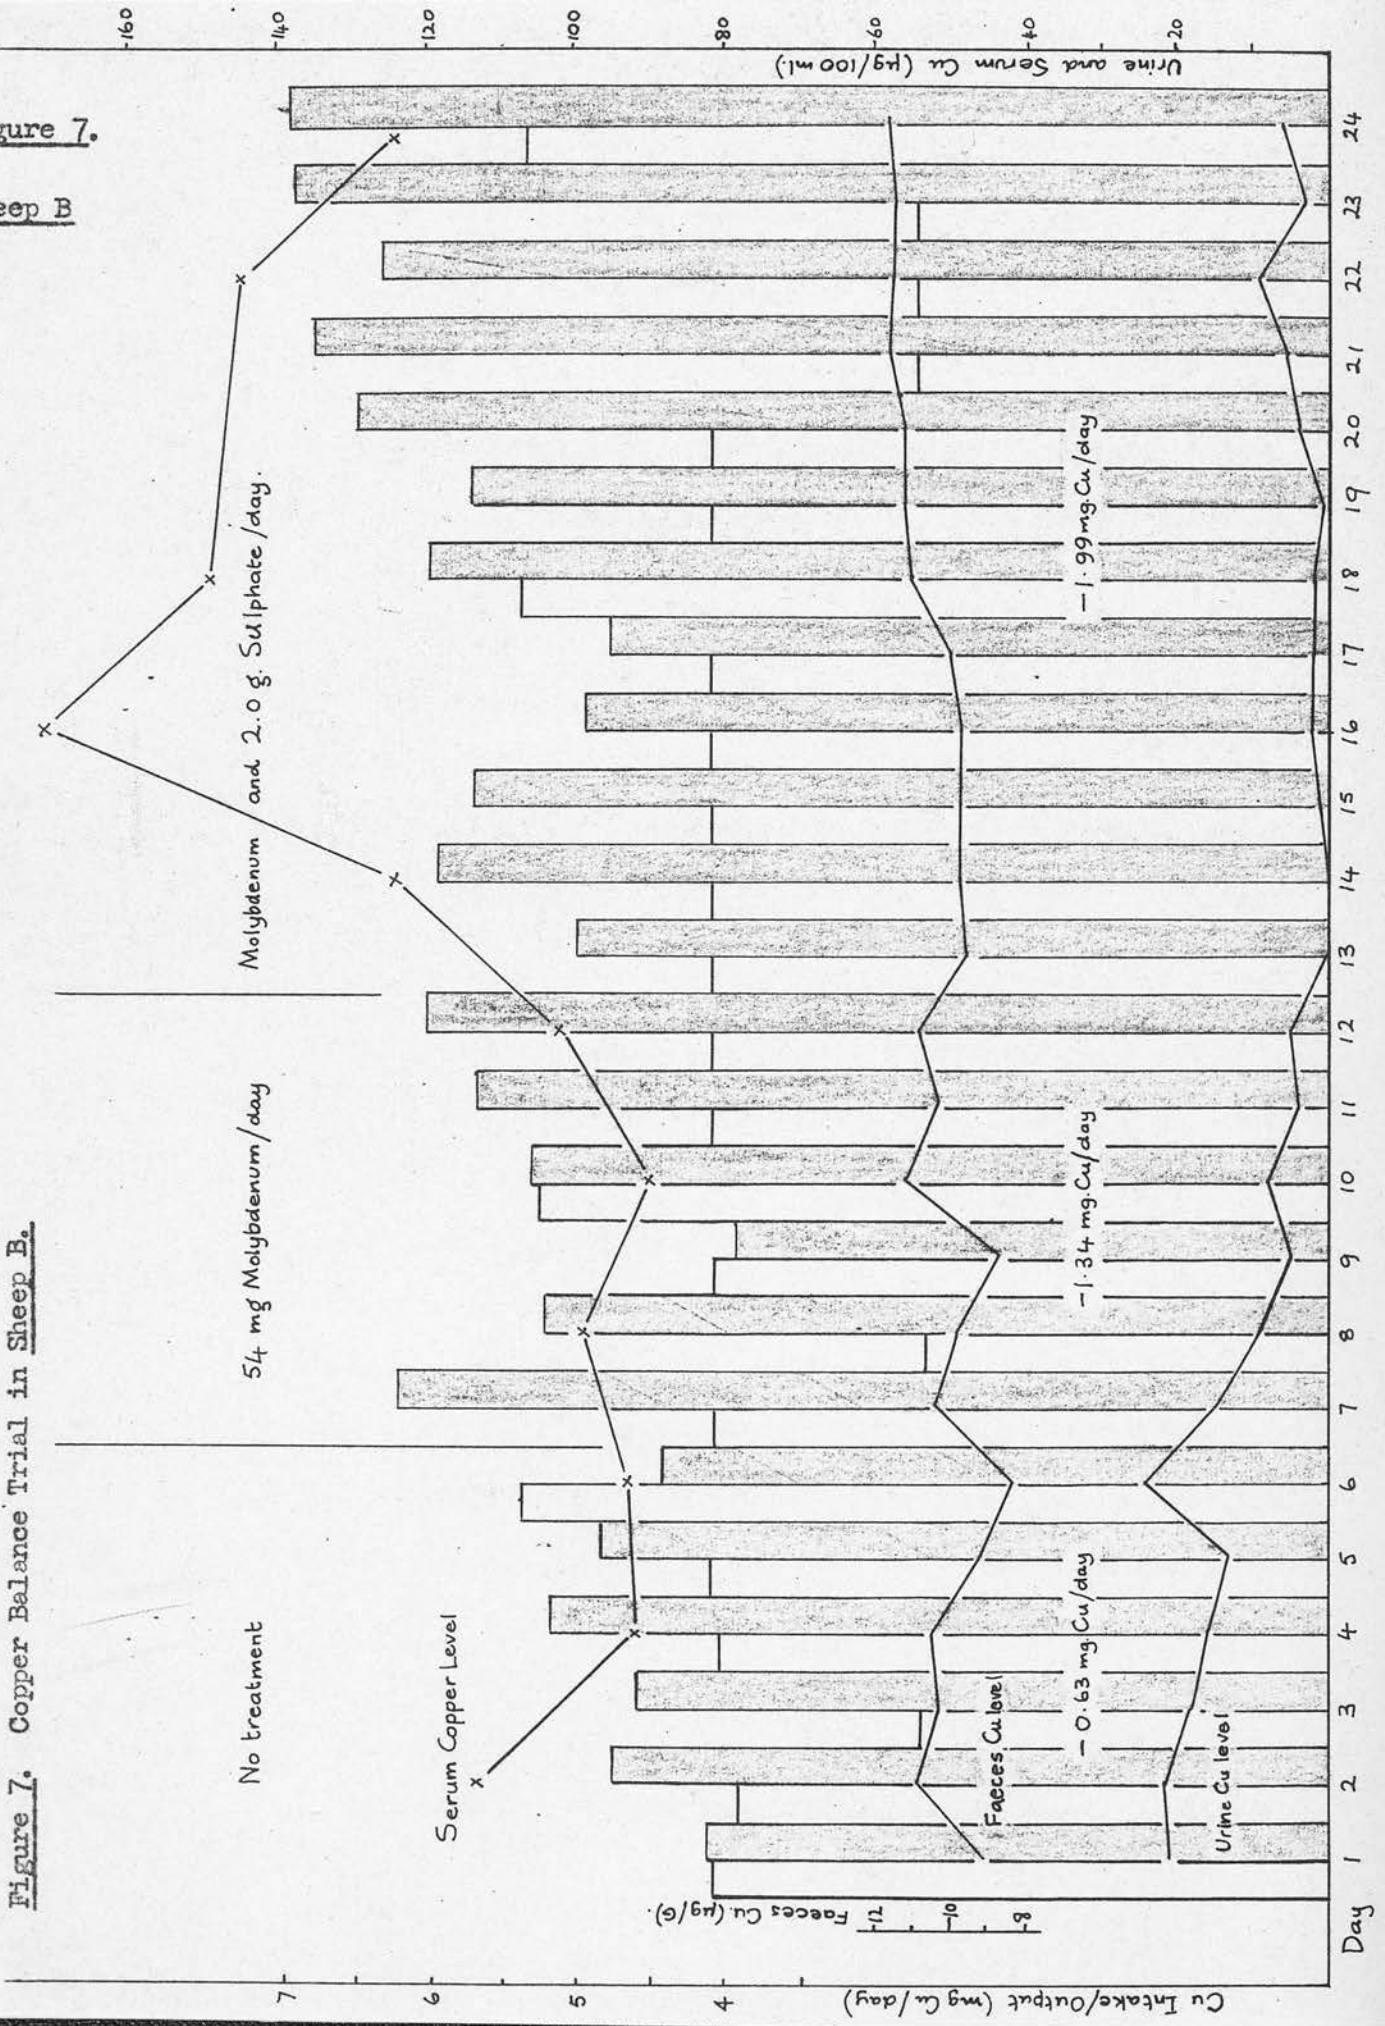 Figure 7. Copper Balance Trial in Sheep B.
gure 7.
eep B
No treatment
54 mg Molybdenum/day
Molybdenum and 2.0 g. Sulphate/day.
Serum Copper Level
Faeces Cu level
Urine Cu level
— 0.63 mg.Cu/day
— 1.34 mg.Cu/day
— 1.99 mg.Cu/day
Cu Intake/Output (mg Cu/day)
7
6
5
4
Faeces Cu. (µg/G).
12
10
8
Urine and Serum Cu (µg/100 ml.)
160
140
120
100
80
60
40
20
Day 1 2 3 4 5 6 7 8 9 10 11 12 13 14 15 16 17 18 19 20 21 22 23 24